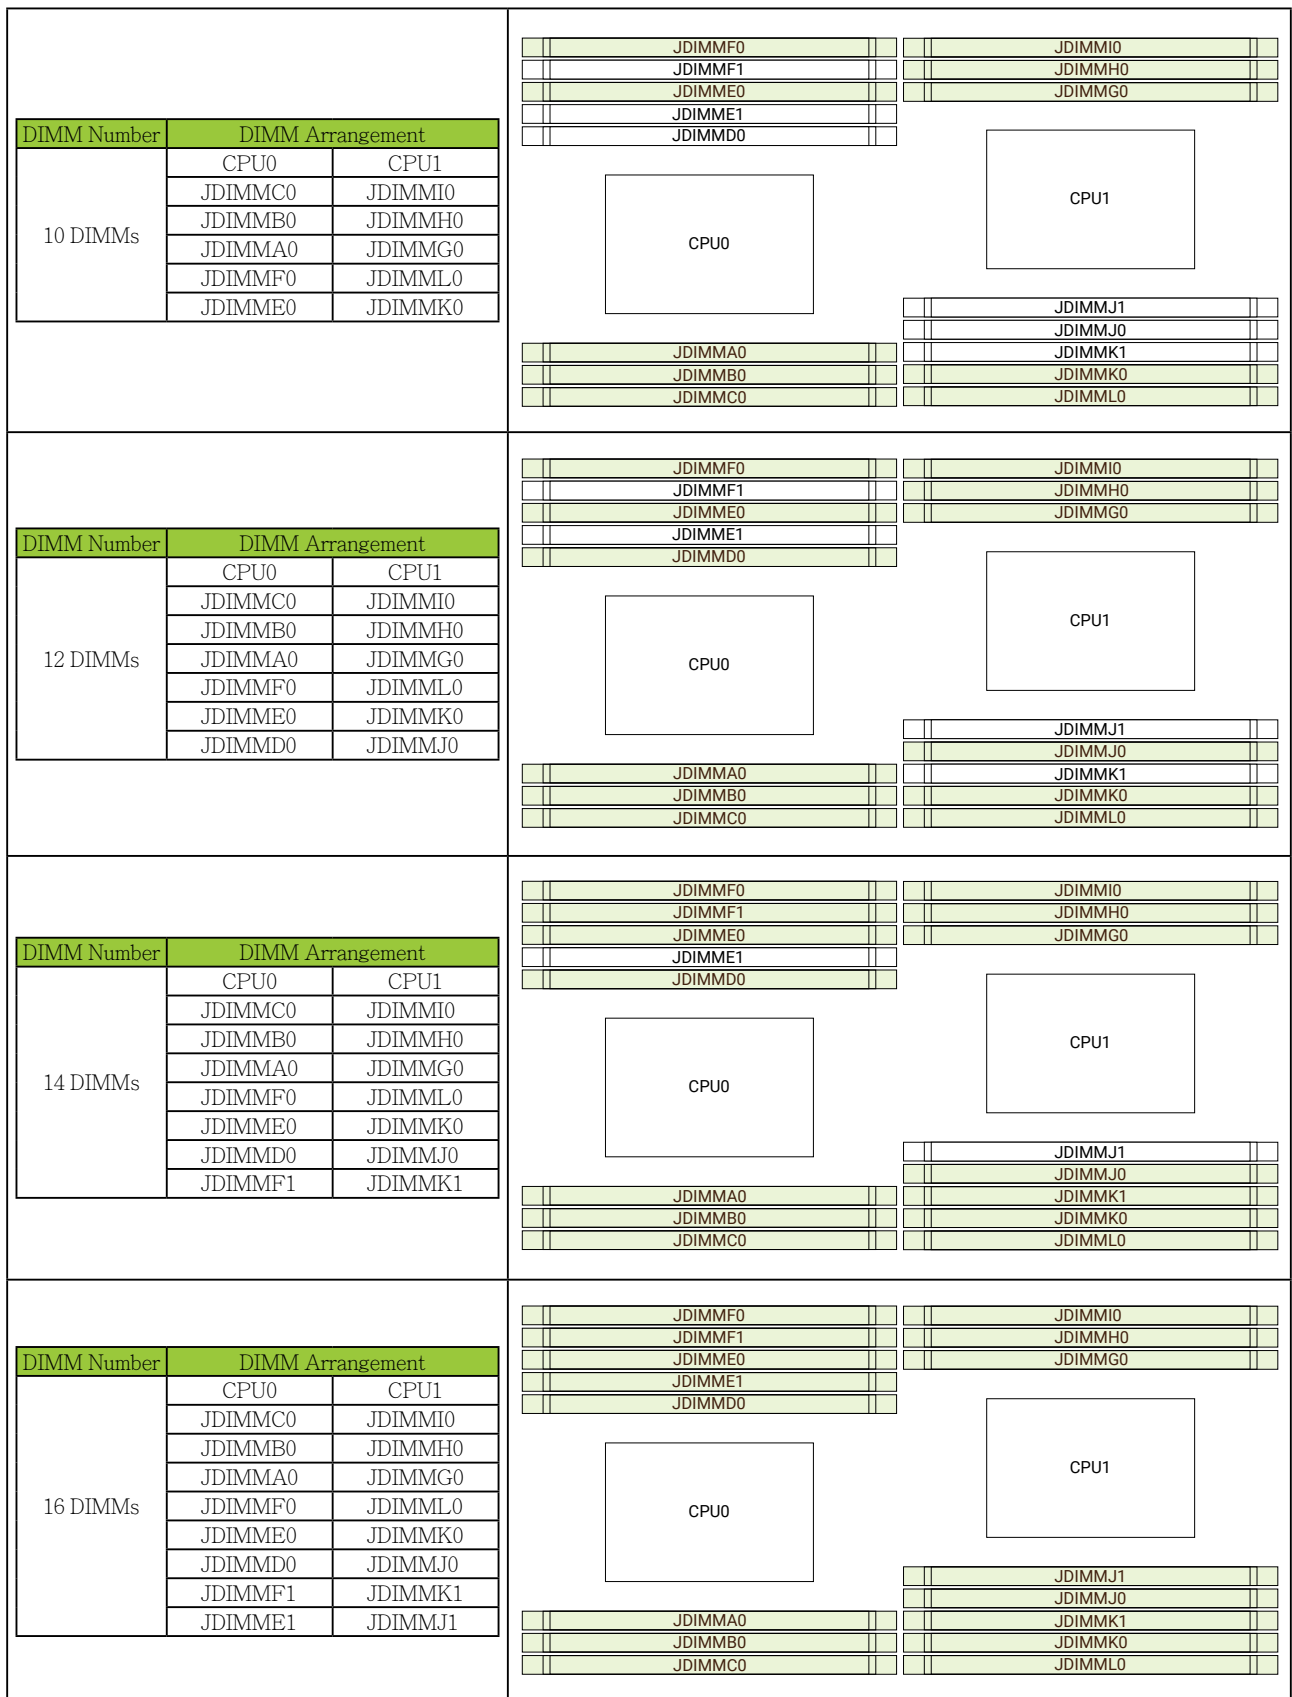 DIMM Number DIMM Arrangement
10 DIMMs
CPU0 CPU1
JDIMMC0 JDIMMI0
JDIMMB0 JDIMMH0
JDIMMA0 JDIMMG0
JDIMMF0 JDIMML0
JDIMME0 JDIMMK0
JDIMMF0
JDIMMF1
JDIMME0
JDIMME1
JDIMMD0
CPU0
JDIMMA0
JDIMMB0
JDIMMC0
JDIMMI0
JDIMMH0
JDIMMG0
CPU1
JDIMMJ1
JDIMMJ0
JDIMMK1
JDIMMK0
JDIMML0
DIMM Number DIMM Arrangement
12 DIMMs
CPU0 CPU1
JDIMMC0 JDIMMI0
JDIMMB0 JDIMMH0
JDIMMA0 JDIMMG0
JDIMMF0 JDIMML0
JDIMME0 JDIMMK0
JDIMMD0 JDIMMJ0
JDIMMF0
JDIMMF1
JDIMME0
JDIMME1
JDIMMD0
CPU0
JDIMMA0
JDIMMB0
JDIMMC0
JDIMMI0
JDIMMH0
JDIMMG0
CPU1
JDIMMJ1
JDIMMJ0
JDIMMK1
JDIMMK0
JDIMML0
DIMM Number DIMM Arrangement
14 DIMMs
CPU0 CPU1
JDIMMC0 JDIMMI0
JDIMMB0 JDIMMH0
JDIMMA0 JDIMMG0
JDIMMF0 JDIMML0
JDIMME0 JDIMMK0
JDIMMD0 JDIMMJ0
JDIMMF1 JDIMMK1
JDIMMF0
JDIMMF1
JDIMME0
JDIMME1
JDIMMD0
CPU0
JDIMMA0
JDIMMB0
JDIMMC0
JDIMMI0
JDIMMH0
JDIMMG0
CPU1
JDIMMJ1
JDIMMJ0
JDIMMK1
JDIMMK0
JDIMML0
DIMM Number DIMM Arrangement
16 DIMMs
CPU0 CPU1
JDIMMC0 JDIMMI0
JDIMMB0 JDIMMH0
JDIMMA0 JDIMMG0
JDIMMF0 JDIMML0
JDIMME0 JDIMMK0
JDIMMD0 JDIMMJ0
JDIMMF1 JDIMMK1
JDIMME1 JDIMMJ1
JDIMMF0
JDIMMF1
JDIMME0
JDIMME1
JDIMMD0
CPU0
JDIMMA0
JDIMMB0
JDIMMC0
JDIMMI0
JDIMMH0
JDIMMG0
CPU1
JDIMMJ1
JDIMMJ0
JDIMMK1
JDIMMK0
JDIMML0